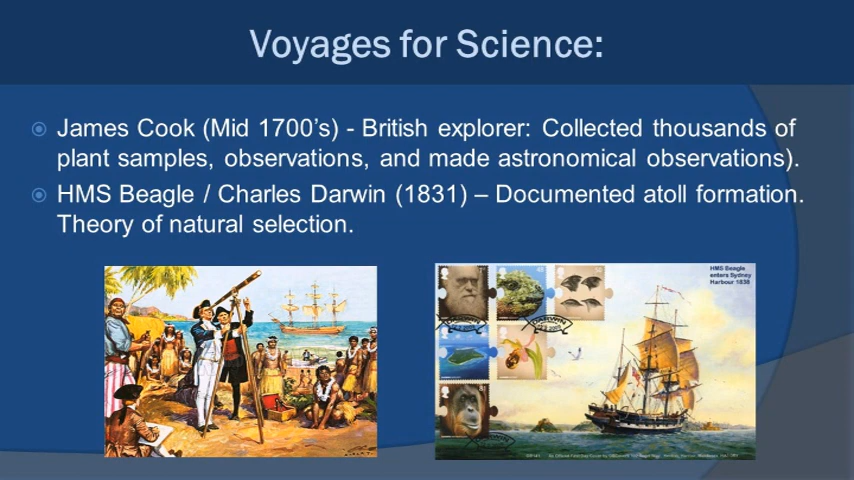 Voyages for Science:
James Cook (Mid 1700’s) - British explorer: Collected thousands of
plant samples, observations, and made astronomical observations).
HMS Beagle / Charles Darwin (1831) – Documented atoll formation.
Theory of natural selection.
HMS Beagle
enters Sydney
Harbour 1836